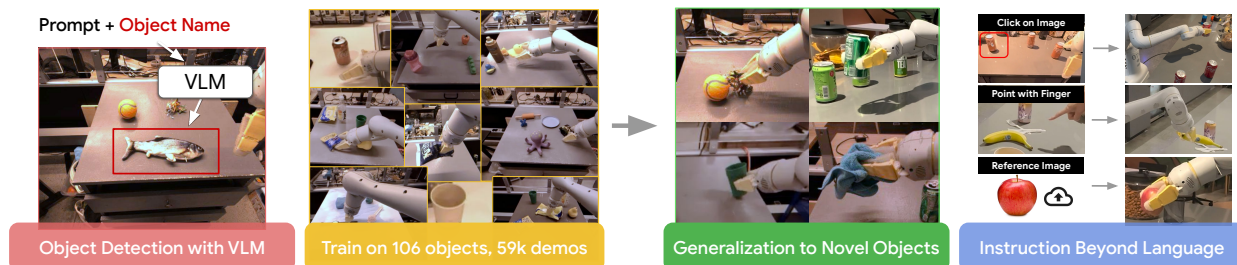 Prompt + Object Name
VLM
Object Detection with VLM
Train on 106 objects, 59k demos
Generalization to Novel Objects
Click on Image
Point with Finger
Reference Image
Instruction Beyond Language